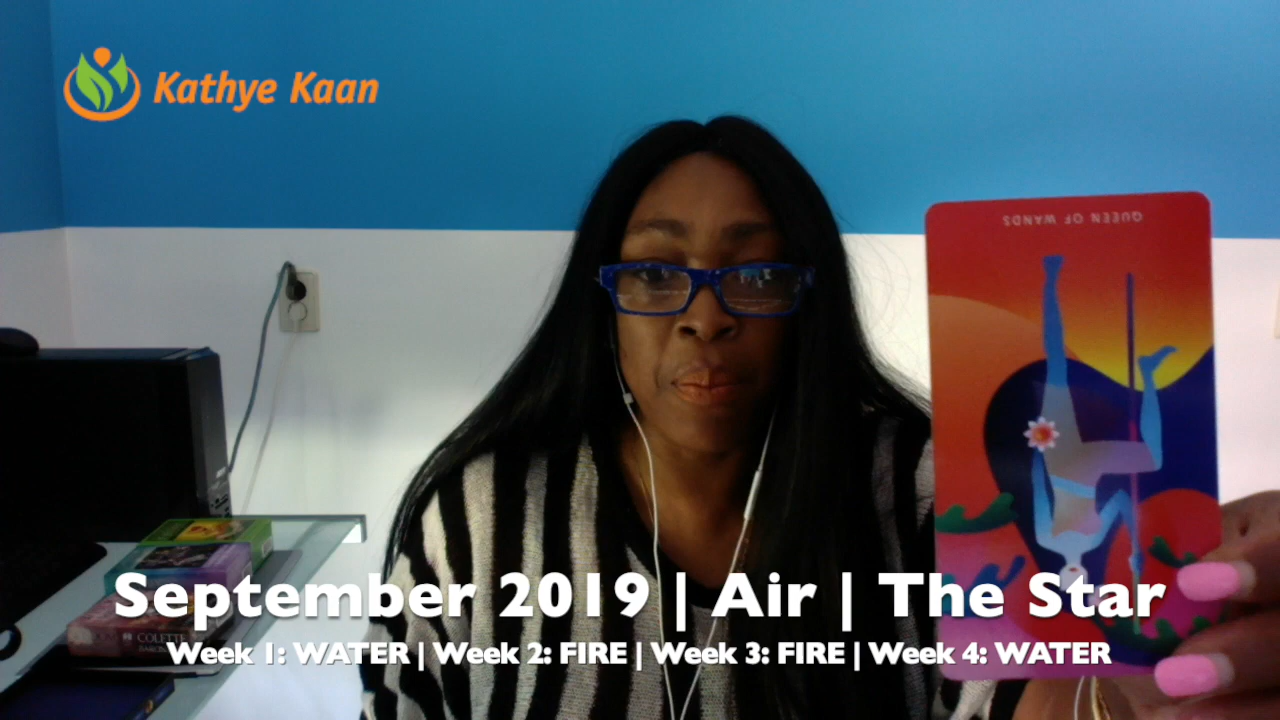 Kathye Kaan
QUEEN OF WANDS
COLETTE
September 2019 | Air | The Star
Week 1: WATER | Week 2: FIRE | Week 3: FIRE | Week 4: WATER